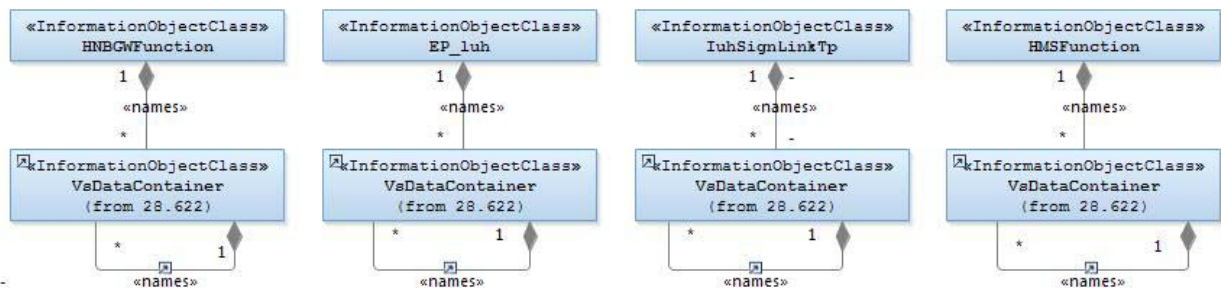 «InformationObjectClass» «InformationObjectClass» «InformationObjectClass» «InformationObjectClass»
HNBGWFunction EP_luh IuhSignLinkTp HMSFunction
1 1 1 - 1
«names» «names» «names» «names»
* * * - *
«InformationObjectClass» «InformationObjectClass» «InformationObjectClass» «InformationObjectClass»
VsDataContainer VsDataContainer VsDataContainer VsDataContainer
(from 28.622) (from 28.622) (from 28.622) (from 28.622)
* 1 * 1 * 1 * 1
- «names» «names» «names» «names»